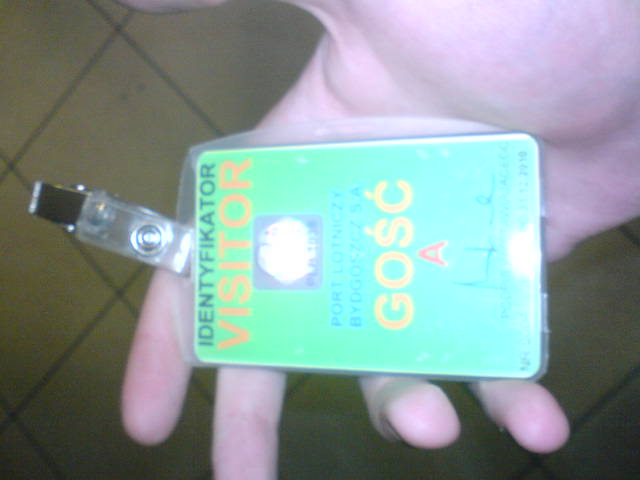 IDENTYFIKATOR
VISITOR
PORT LOTNICZY
BYDGOSZCZ S.A.
GOŚĆ
A